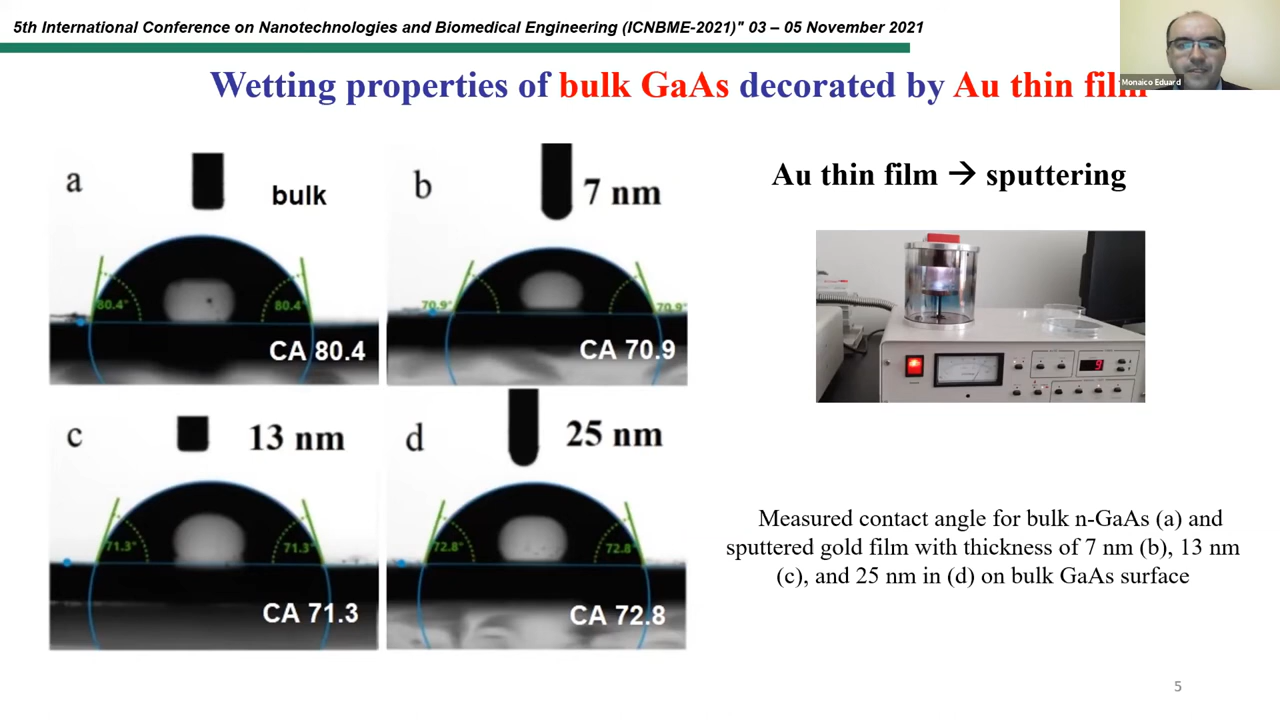 5th International Conference on Nanotechnologies and Biomedical Engineering (ICNBME-2021)" 03 – 05 November 2021
Monaico Eduard
Wetting properties of bulk GaAs decorated by Au thin film
a
bulk
80.4°
80.4°
CA 80.4
b
7 nm
70.9°
70.9°
CA 70.9
c
13 nm
71.3°
71.3°
CA 71.3
d
25 nm
72.8°
72.8°
CA 72.8
Au thin film → sputtering
9
Measured contact angle for bulk n-GaAs (a) and
sputtered gold film with thickness of 7 nm (b), 13 nm
(c), and 25 nm in (d) on bulk GaAs surface
5